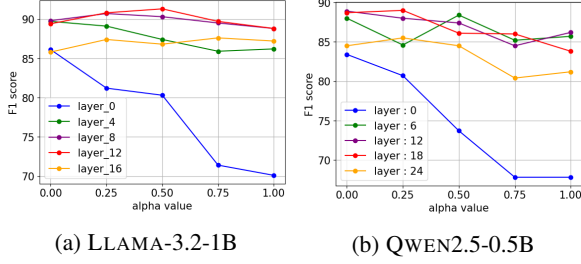 90
85
80
75
70
F1 score
layer_0
layer_4
layer_8
layer_12
layer_16
0.00 0.25 0.50 0.75 1.00
alpha value
(a) LLAMA-3.2-1B
90
85
80
75
70
F1 score
layer : 0
layer : 6
layer : 12
layer : 18
layer : 24
0.00 0.25 0.50 0.75 1.00
alpha value
(b) QWEN2.5-0.5B